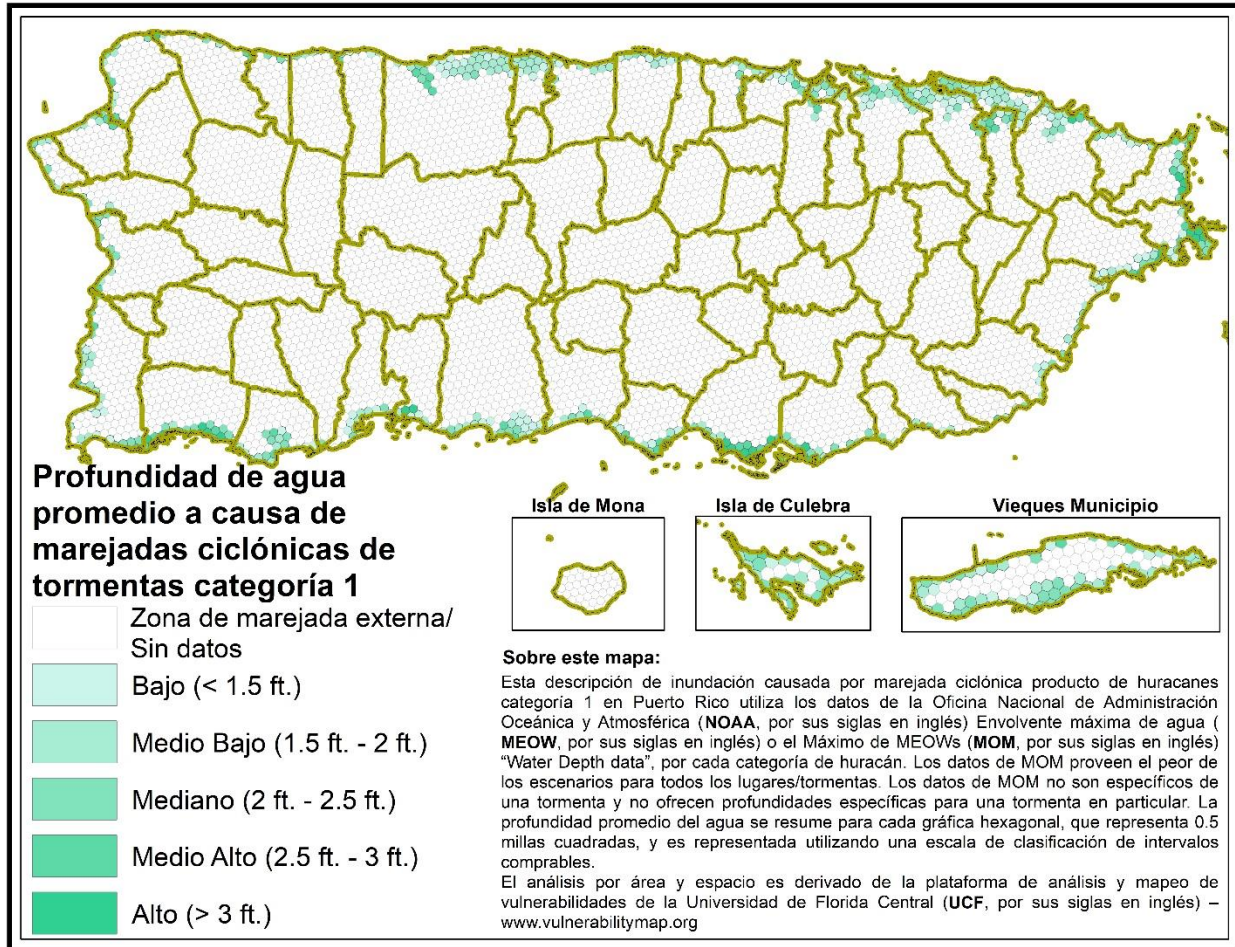 Profundidad de agua
promedio a causa de
marejadas ciclónicas de
tormentas categoría 1
Zona de marejada externa/
Sin datos
Bajo (< 1.5 ft.)
Medio Bajo (1.5 ft. - 2 ft.)
Mediano (2 ft. - 2.5 ft.)
Medio Alto (2.5 ft. - 3 ft.)
Alto (> 3 ft.)
Isla de Mona
Isla de Culebra
Vieques Municipio
Sobre este mapa:
Esta descripción de inundación causada por marejada ciclónica producto de huracanes
categoría 1 en Puerto Rico utiliza los datos de la Oficina Nacional de Administración
Oceánica y Atmosférica (NOAA, por sus siglas en inglés) Envolvente máxima de agua (
MEOW, por sus siglas en inglés) o el Máximo de MEOWs (MOM, por sus siglas en inglés)
“Water Depth data”, por cada categoría de huracán. Los datos de MOM proveen el peor de
los escenarios para todos los lugares/tormentas. Los datos de MOM no son específicos de
una tormenta y no ofrecen profundidades específicas para una tormenta en particular. La
profundidad promedio del agua se resume para cada gráfica hexagonal, que representa 0.5
millas cuadradas, y es representada utilizando una escala de clasificación de intervalos
comprables.
El análisis por área y espacio es derivado de la plataforma de análisis y mapeo de
vulnerabilidades de la Universidad de Florida Central (UCF, por sus siglas en inglés) –
www.vulnerabilitymap.org